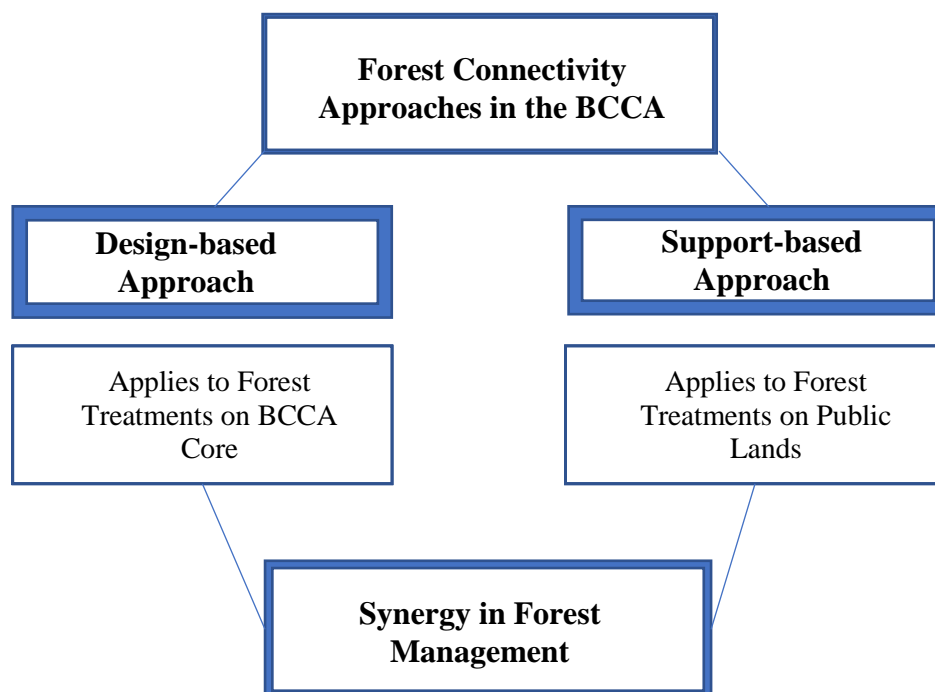 Forest Connectivity
Approaches in the BCCA
Design-based
Approach
Support-based
Approach
Applies to Forest
Treatments on BCCA
Core
Applies to Forest
Treatments on Public
Lands
Synergy in Forest
Management